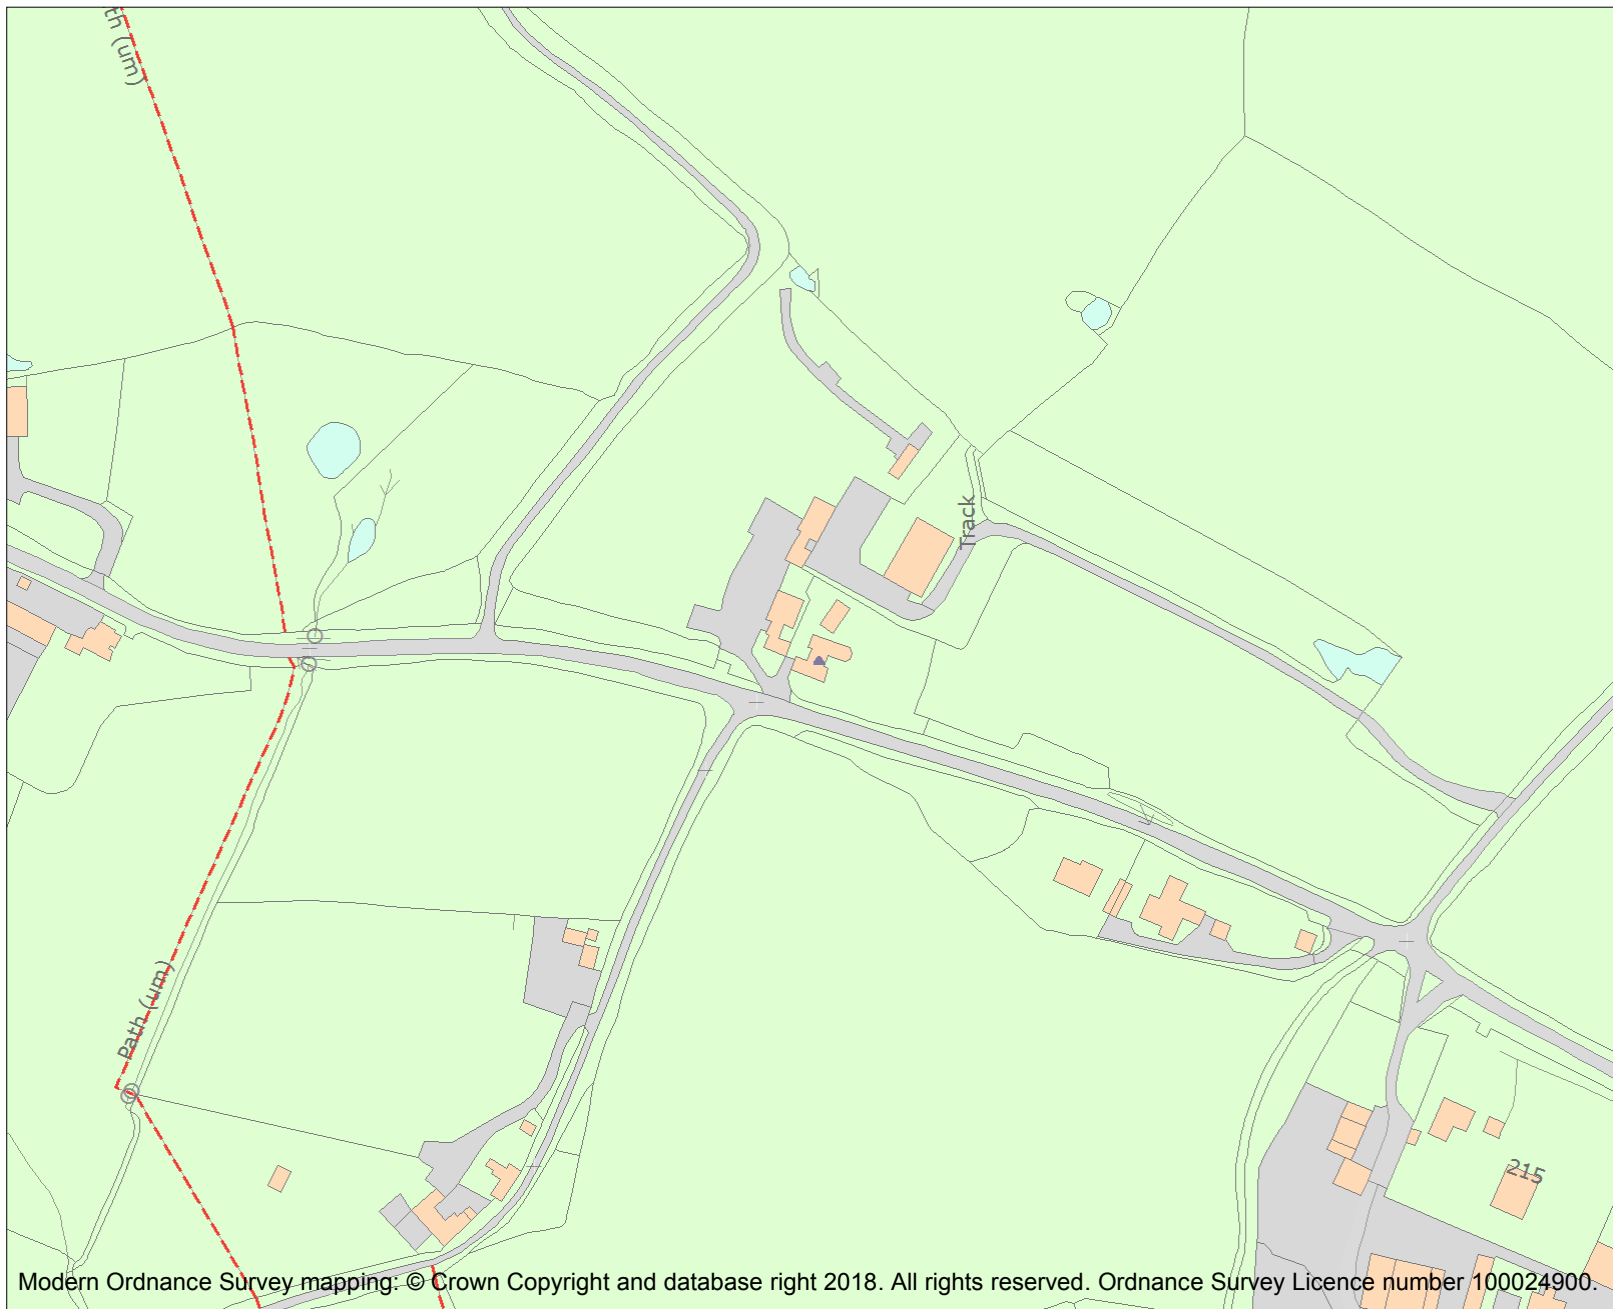 th (um)
Track
Path (um)
215
Modern Ordnance Survey mapping: © Crown Copyright and database right 2018. All rights reserved. Ordnance Survey Licence number 100024900.